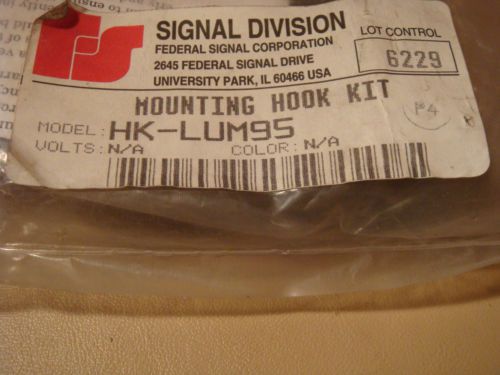 SIGNAL DIVISION
FEDERAL SIGNAL CORPORATION
2645 FEDERAL SIGNAL DRIVE
UNIVERSITY PARK, IL 60466 USA
LOT CONTROL
6229
MOUNTING HOOK KIT
P4
MODEL: HK-LUM95
VOLTS: N/A COLOR: N/A